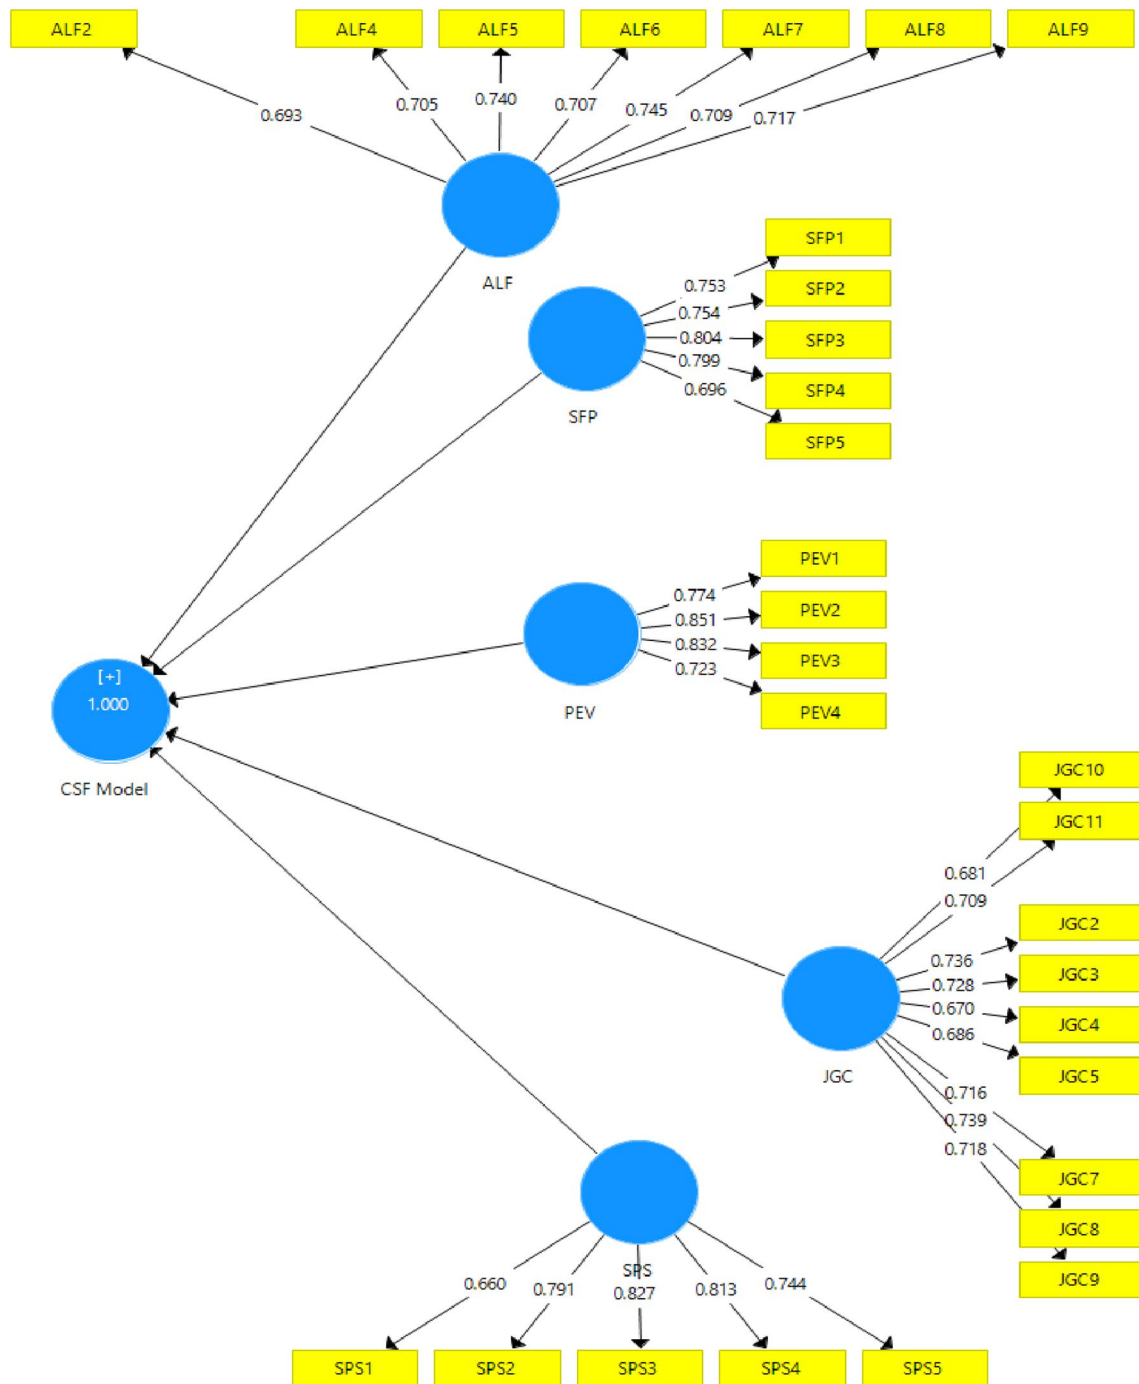 ALF2 ALF4 ALF5 ALF6 ALF7 ALF8 ALF9
0.693 0.705 0.740 0.707 0.745 0.709 0.717
ALF
SFP1
0.753
SFP2
0.754
0.804
SFP3
0.799
SFP4
0.696
SFP
SFP5
PEV1
0.774
PEV2
0.851
0.832
PEV3
0.723
PEV
PEV4
[+]
1.000
CSF Model
JGC10
JGC11
0.681
0.709
JGC2
0.736
JGC3
0.728
0.670
JGC4
0.686
JGC
JGC5
0.716
0.739
0.718
JGC7
JGC8
JGC9
SPS
0.660 0.791 0.827 0.813 0.744
SPS1 SPS2 SPS3 SPS4 SPS5